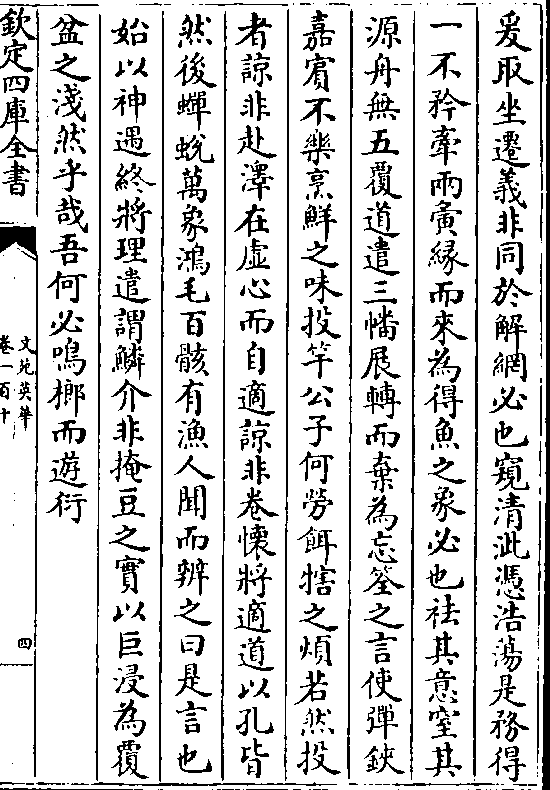 爰取坐遷義非同於解網必也窺清泚憑浩蕩是務得
一不矜牽兩夤緣而來為得魚之象必也袪其意窒其
源舟無五覆道遣三幡展轉而棄為忘筌之言使彈鋏
嘉賓不樂烹鮮之味投竿公子何勞餌犗之煩若然投
者諒非赴澤在虛心而自適諒非卷懷將適道以孔皆
然後蟬蛻萬象鴻毛百骸有漁人聞而辨之曰是言也
始以神遇終將理遣謂鱗介非掩豆之實以巨浸為覆
盆之淺然乎哉吾何必鳴榔而遊衍
欽定四庫全書
文苑英華
卷一百十
四